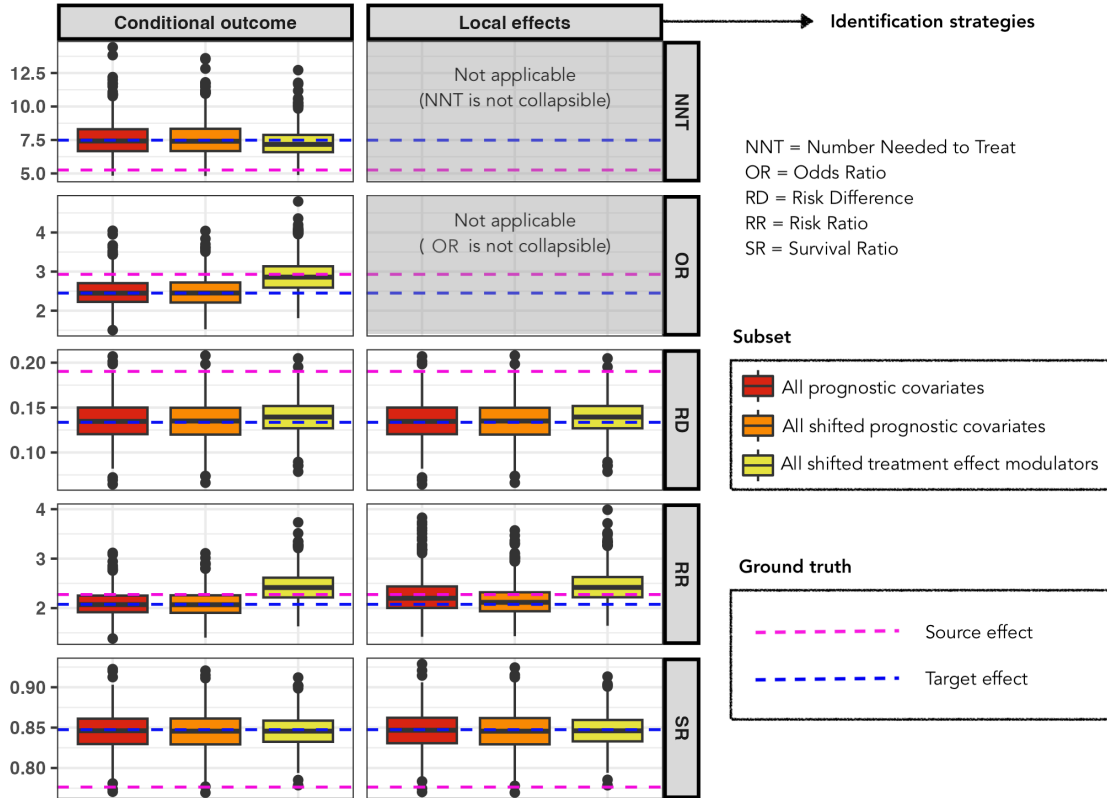 Conditional outcome
Local effects
Identification strategies
12.5
10.0
7.5
5.0
Not applicable
(NNT is not collapsible)
NNT
4
3
2
Not applicable
( OR is not collapsible)
OR
0.20
0.15
0.10
RD
4
3
2
RR
0.90
0.85
0.80
SR
NNT = Number Needed to Treat
OR = Odds Ratio
RD = Risk Difference
RR = Risk Ratio
SR = Survival Ratio
Subset
All prognostic covariates
All shifted prognostic covariates
All shifted treatment effect modulators
Ground truth
Source effect
Target effect